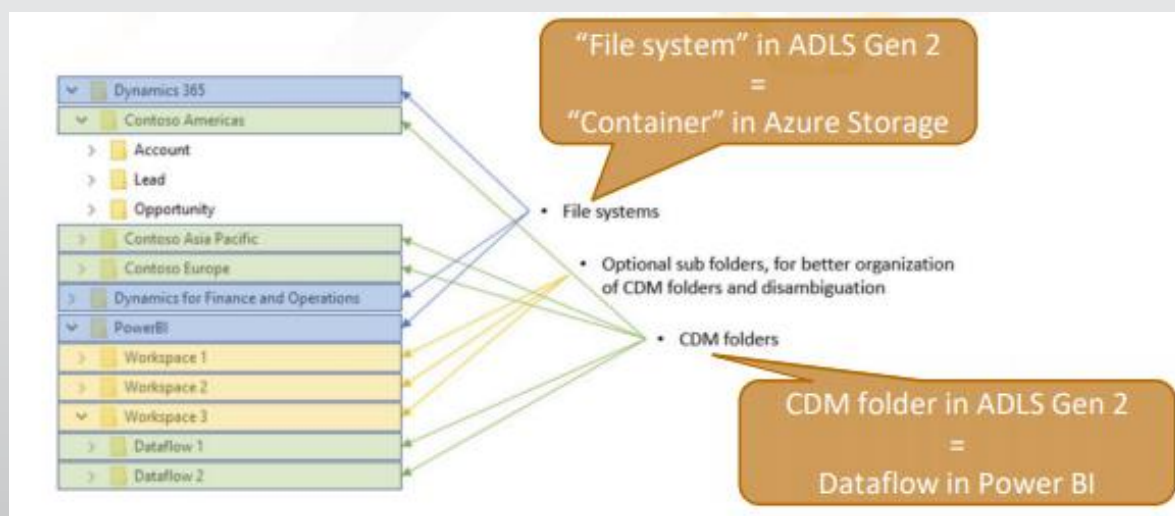 “File system” in ADLS Gen 2
=
“Container” in Azure Storage
Dynamics 365
Contoso Americas
Account
Lead
Opportunity
Contoso Asia Pacific
Contoso Europe
Dynamics for Finance and Operations
PowerBI
Workspace 1
Workspace 2
Workspace 3
Dataflow 1
Dataflow 2
• File systems
• Optional sub folders, for better organization
of CDM folders and disambiguation
• CDM folders
CDM folder in ADLS Gen 2
=
Dataflow in Power BI